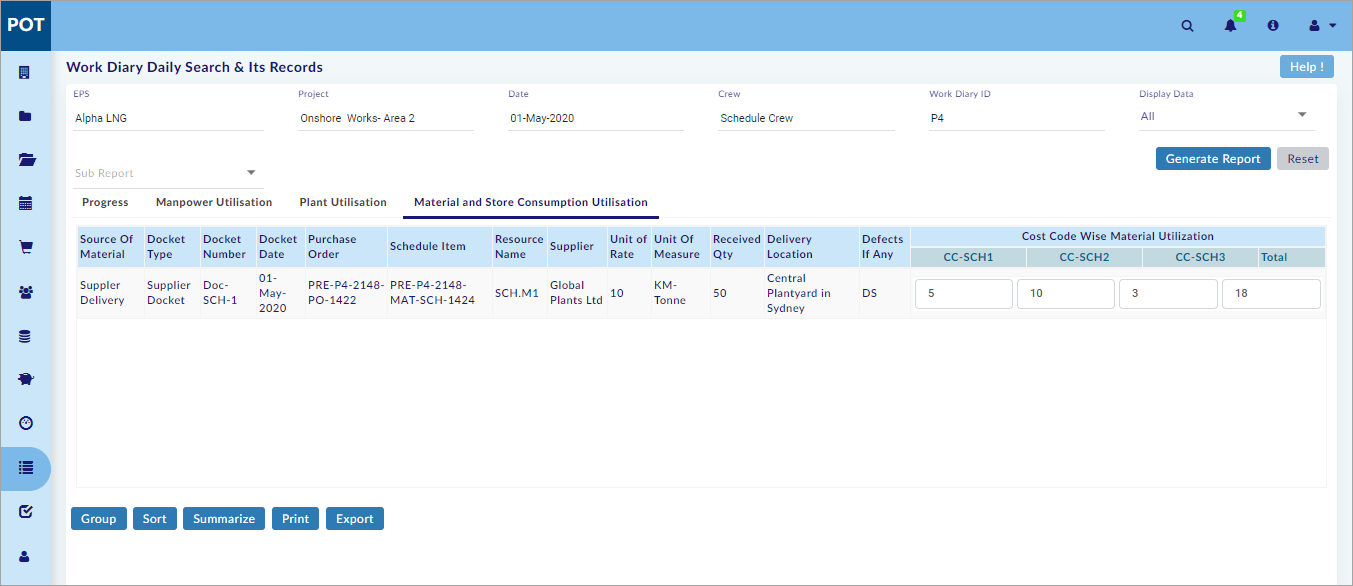 POT
4
Work Diary Daily Search & Its Records
Help !
EPS Project Date Crew Work Diary ID Display Data
Alpha LNG Onshore Works- Area 2 01-May-2020 Schedule Crew P4 All
Generate Report Reset
Sub Report
Progress Manpower Utilisation Plant Utilisation Material and Store Consumption Utilisation
Source Of Material Docket Type Docket Number Docket Date Purchase Order Schedule Item Resource Name Supplier Unit of Rate Unit Of Measure Received Qty Delivery Location Defects If Any Cost Code Wise Material Utilization
CC-SCH1 CC-SCH2 CC-SCH3 Total
Suppler Delivery Supplier Docket Doc-SCH-1 01-May-2020 PRE-P4-2148-PO-1422 PRE-P4-2148-MAT-SCH-1424 SCH.M1 Global Plants Ltd 10 KM-Tonne 50 Central Plantyard in Sydney DS 5 10 3 18
Group Sort Summarize Print Export